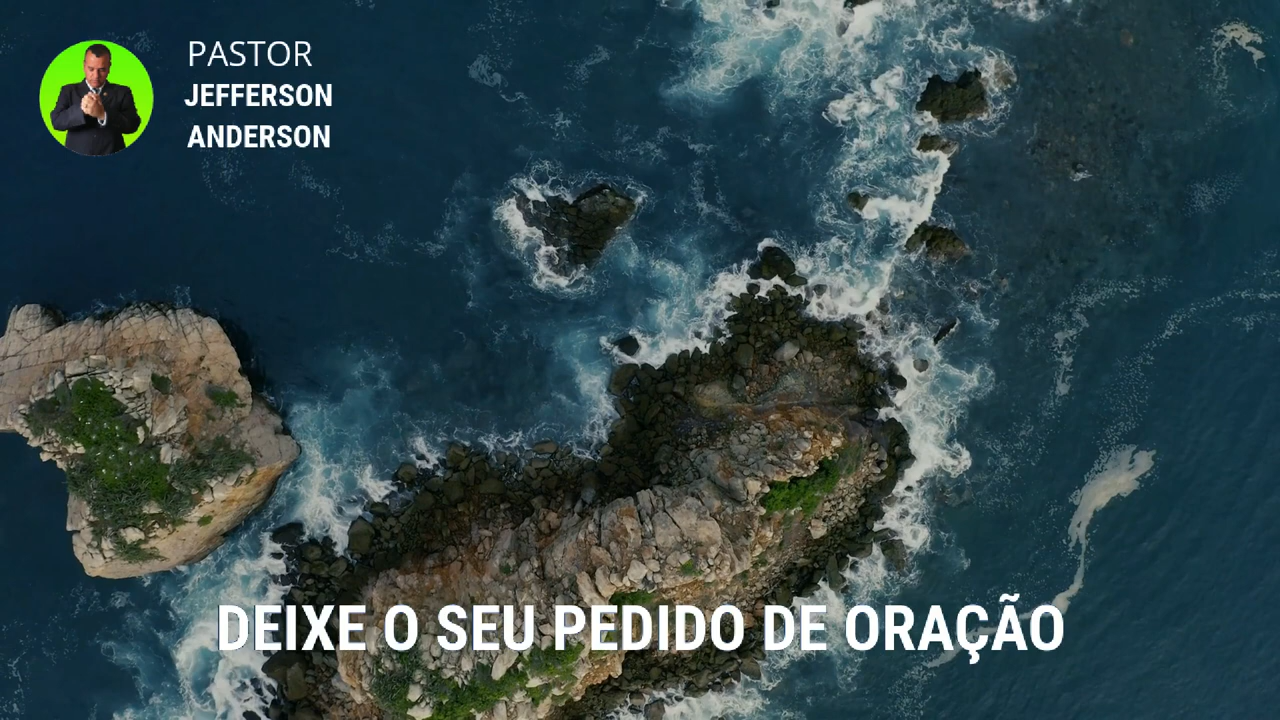 PASTOR
JEFFERSON
ANDERSON
DEIXE O SEU PEDIDO DE ORAÇÃO